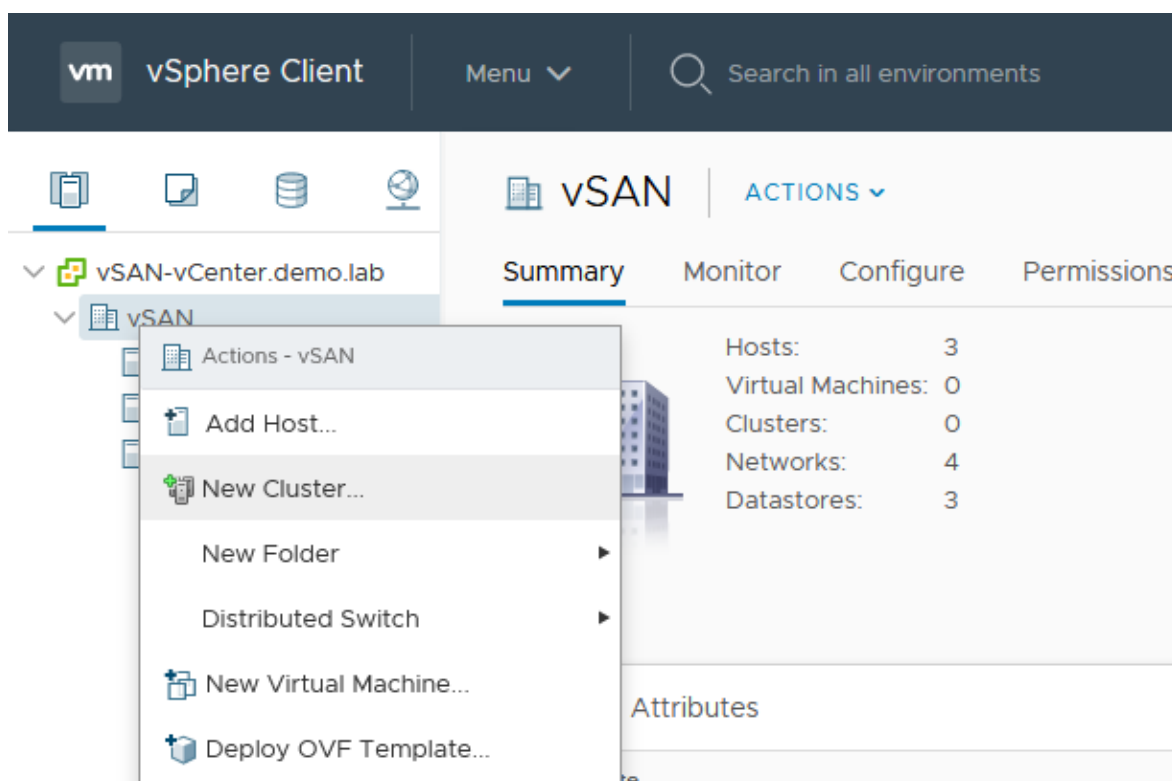 vm vSphere Client Menu Search in all environments
vSAN ACTIONS
vSAN-vCenter.demo.lab
vSAN
Summary Monitor Configure Permissions
Actions - vSAN
Add Host...
New Cluster...
New Folder
Distributed Switch
New Virtual Machine...
Deploy OVF Template...
Hosts: 3
Virtual Machines: 0
Clusters: 0
Networks: 4
Datastores: 3
Attributes